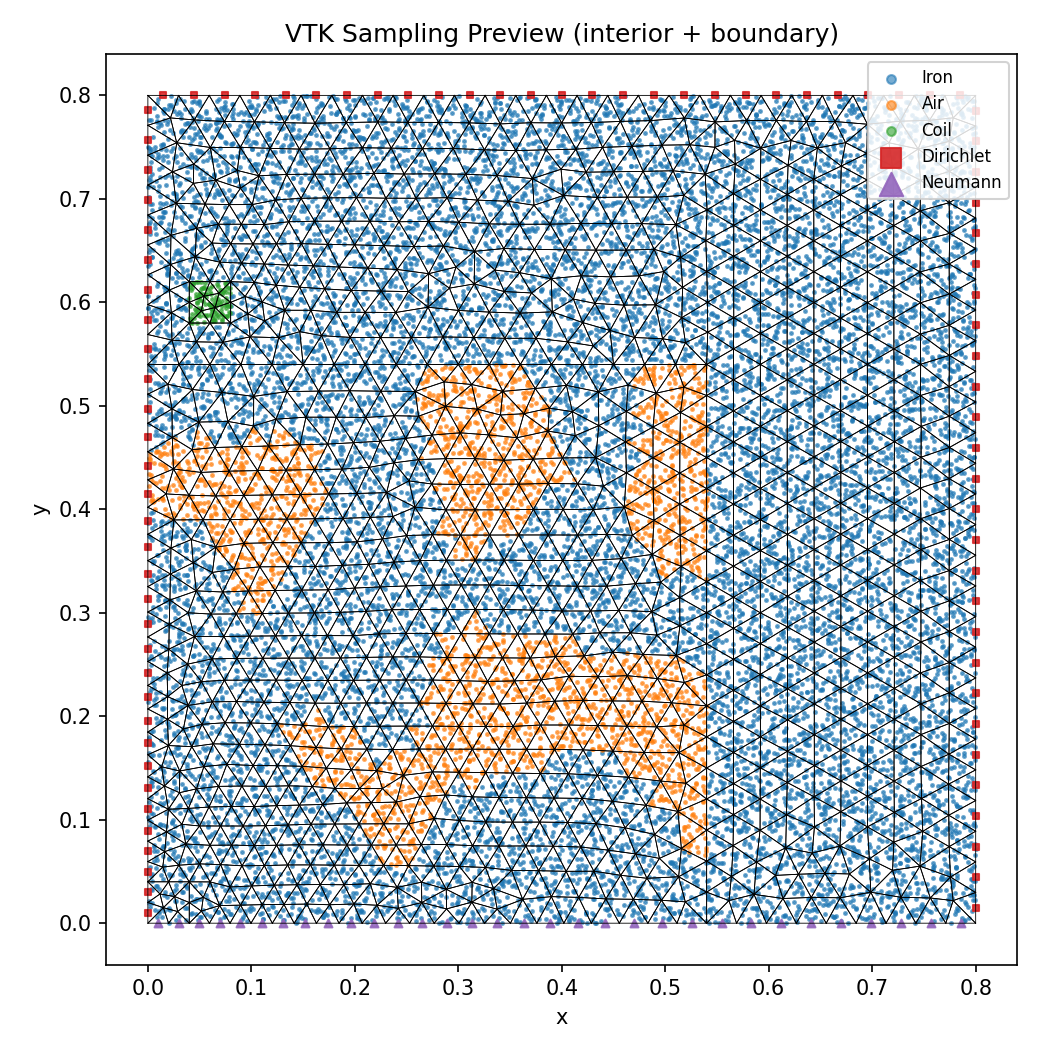 VTK Sampling Preview (interior + boundary)
Iron
Air
Coil
Dirichlet
Neumann
0.8
0.7
0.6
0.5
0.4
0.3
0.2
0.1
0.0
y
0.0 0.1 0.2 0.3 0.4 0.5 0.6 0.7 0.8
x